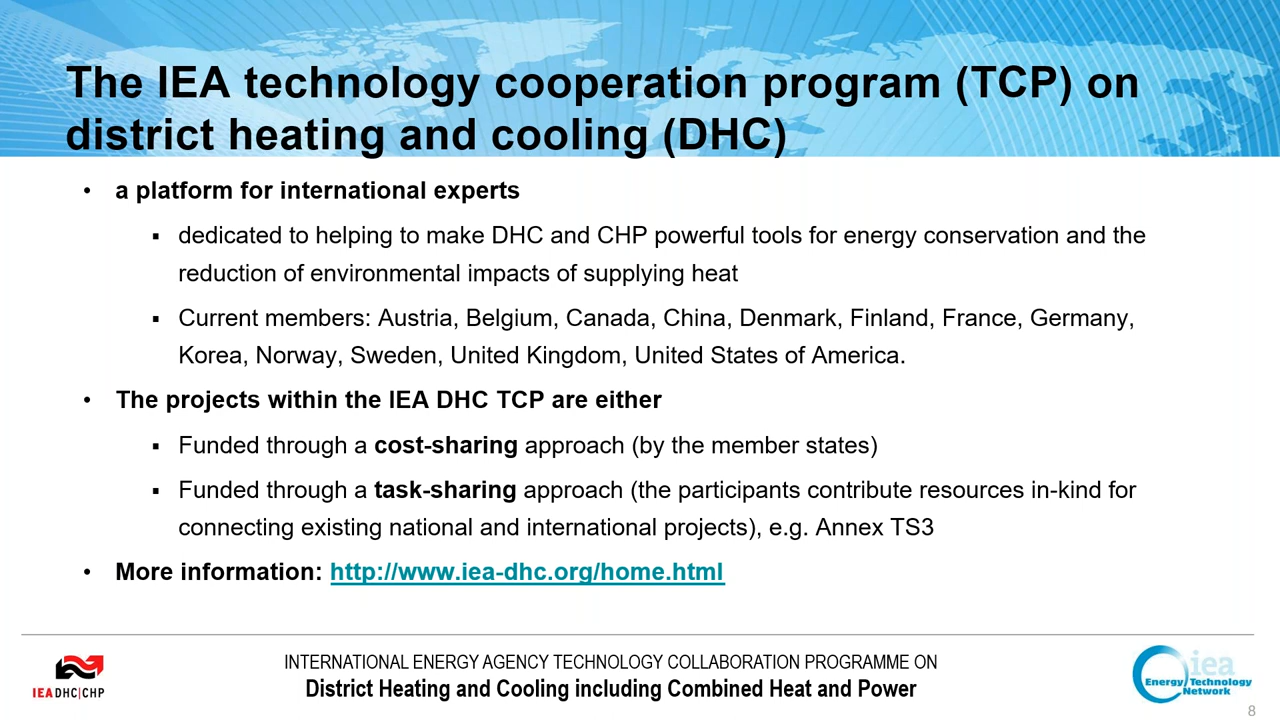 The IEA technology cooperation program (TCP) on
district heating and cooling (DHC)
• a platform for international experts
▪ dedicated to helping to make DHC and CHP powerful tools for energy conservation and the
reduction of environmental impacts of supplying heat
▪ Current members: Austria, Belgium, Canada, China, Denmark, Finland, France, Germany,
Korea, Norway, Sweden, United Kingdom, United States of America.
• The projects within the IEA DHC TCP are either
▪ Funded through a cost-sharing approach (by the member states)
▪ Funded through a task-sharing approach (the participants contribute resources in-kind for
connecting existing national and international projects), e.g. Annex TS3
• More information: http://www.iea-dhc.org/home.html
IEADHC|CHP
INTERNATIONAL ENERGY AGENCY TECHNOLOGY COLLABORATION PROGRAMME ON
District Heating and Cooling including Combined Heat and Power
iea
Energy Technology
Network
8